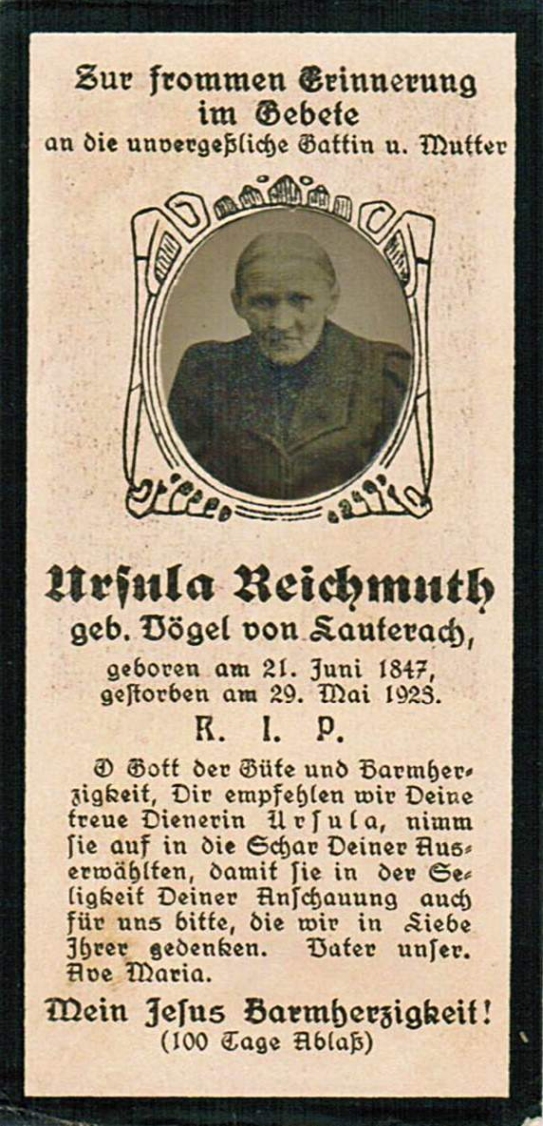 Zur frommen Erinnerung
im Gebete
an die unvergeßliche Gattin u. Mutter
Ursula Reichmuth
geb. Vögel von Lauterach,
geboren am 21. Juni 1847,
gestorben am 29. Mai 1923.
R. I. P.
O Gott der Güte und Barmher-
zigkeit, Dir empfehlen wir Deine
treue Dienerin Ursula, nimm
sie auf in die Schar Deiner Aus-
erwählten, damit sie in der Se-
ligkeit Deiner Anschauung auch
für uns bitte, die wir in Liebe
Ihrer gedenken. Vater unser.
Ave Maria.
Mein Jesus Barmherzigkeit!
(100 Tage Ablaß)